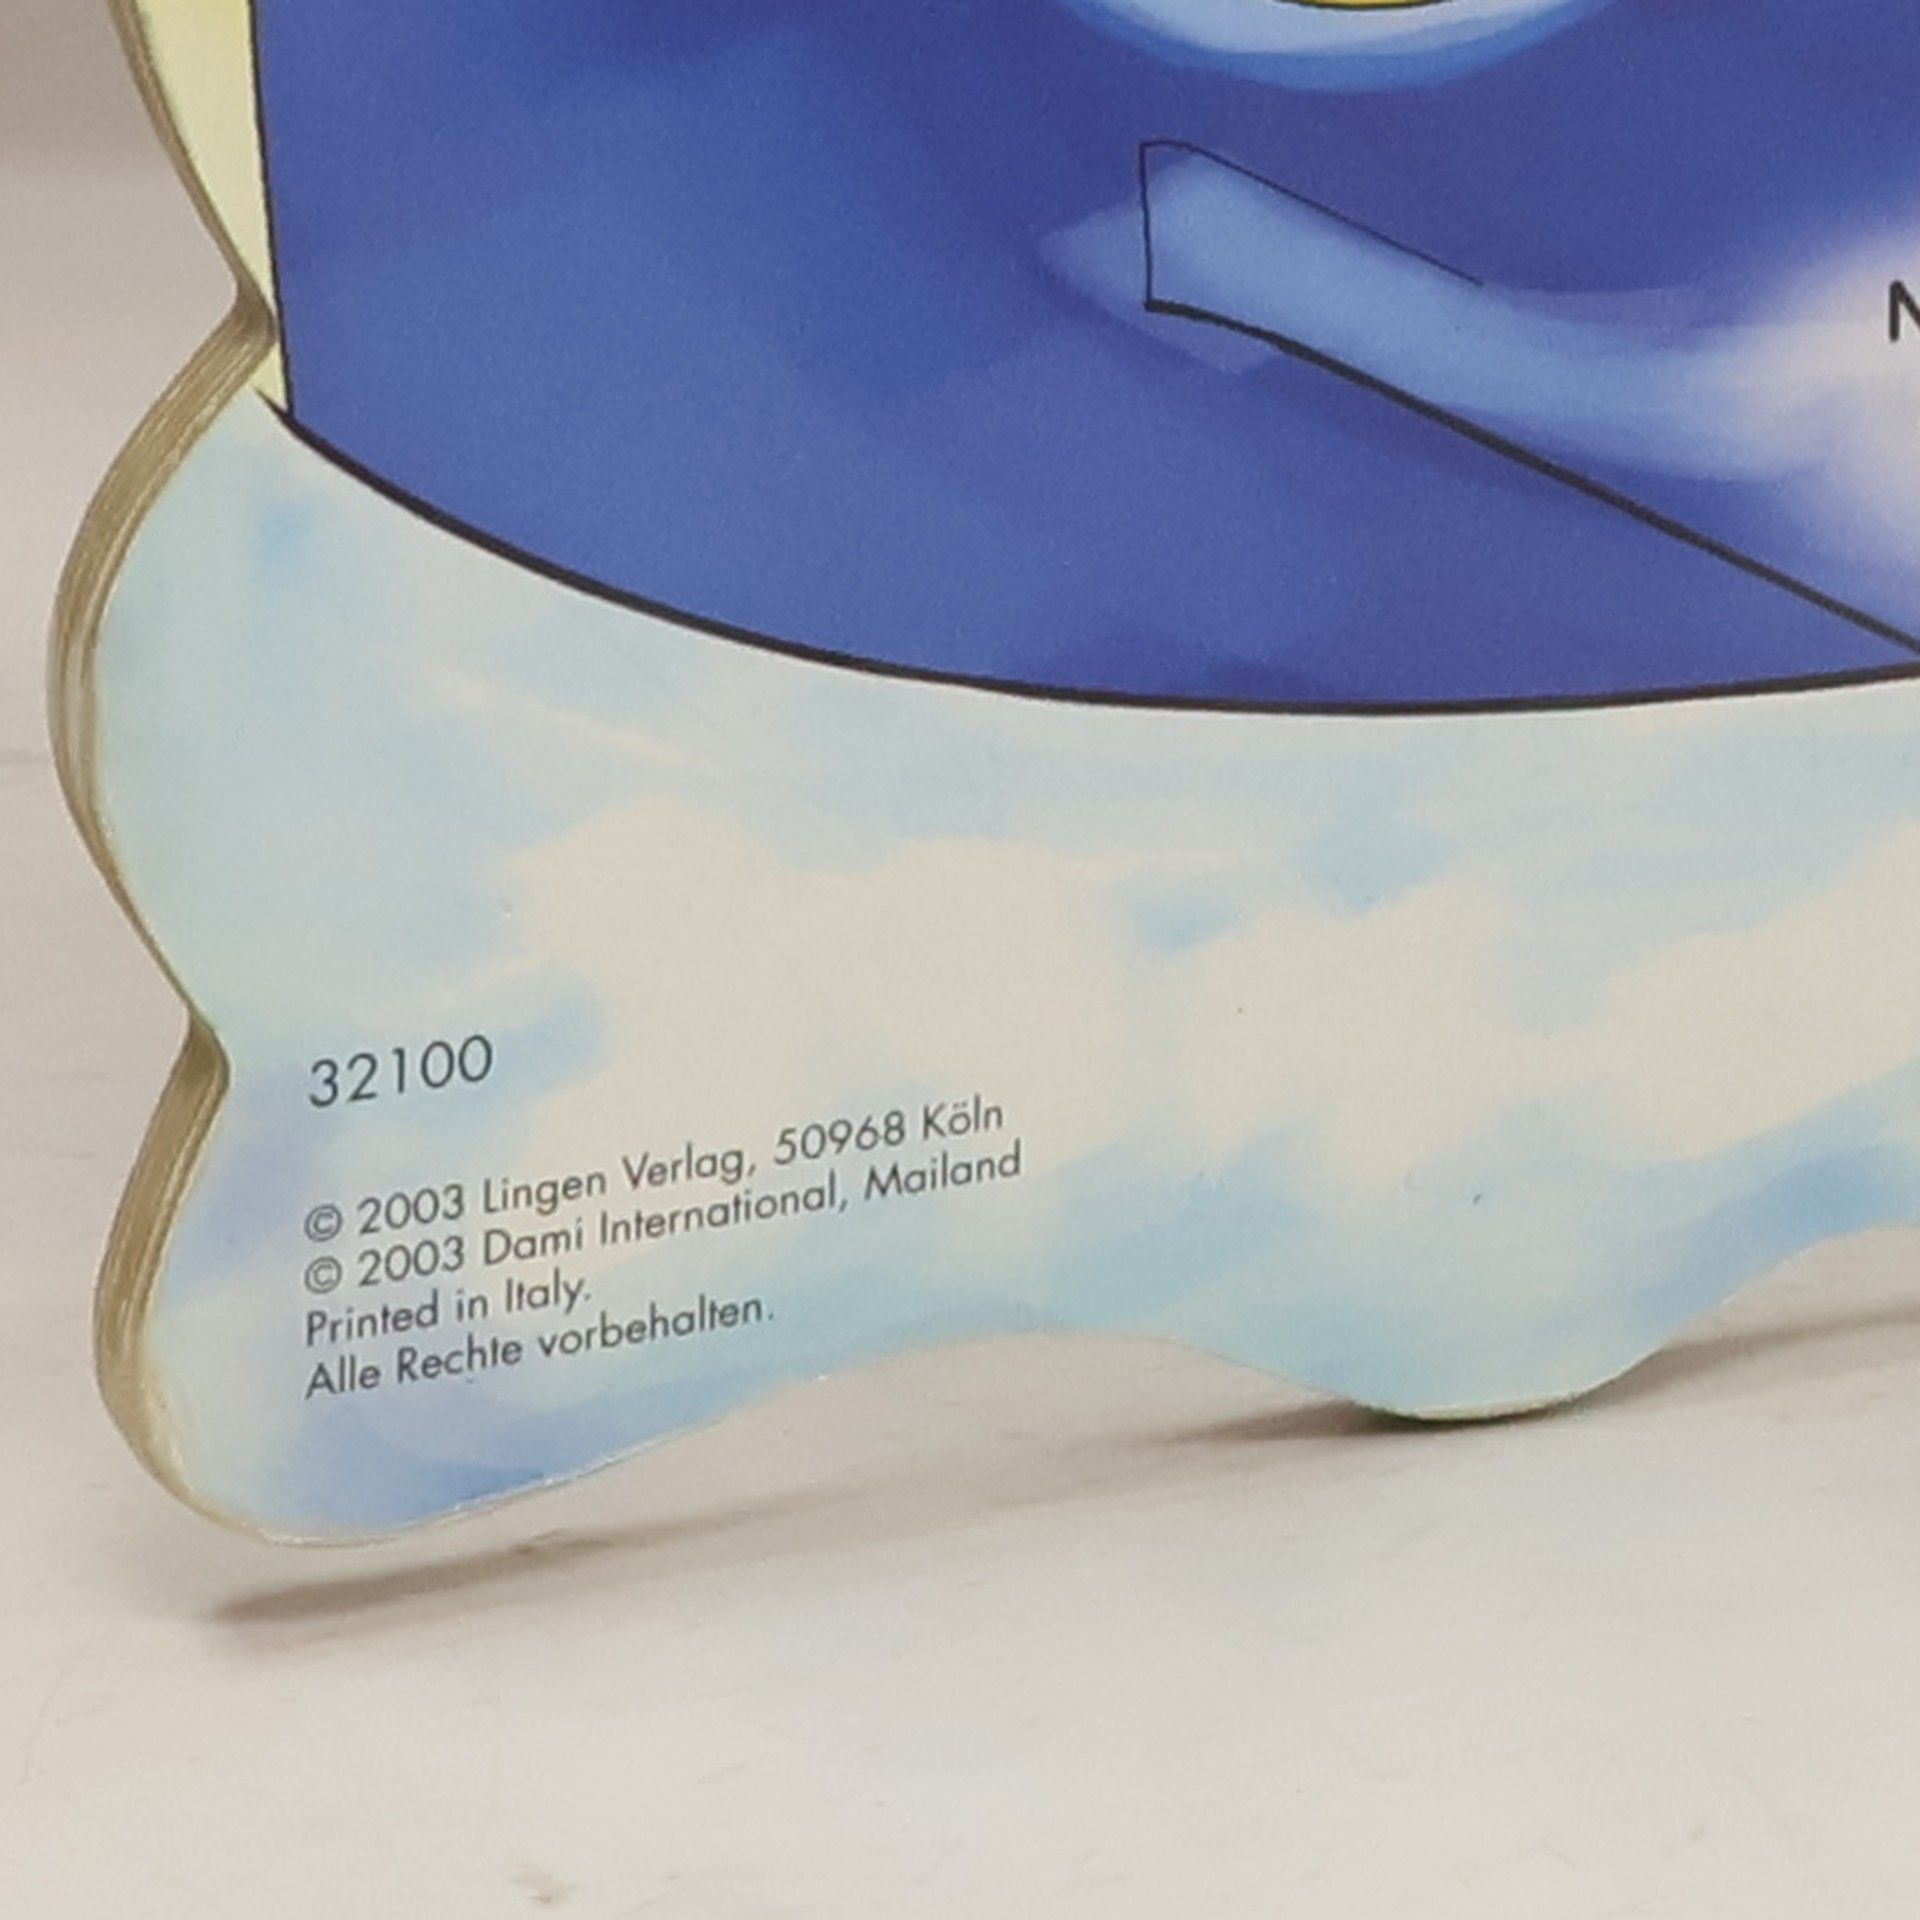 32100
© 2003 Lingen Verlag, 50968 Köln
© 2003 Dami International, Mailand
Printed in Italy.
Alle Rechte vorbehalten.